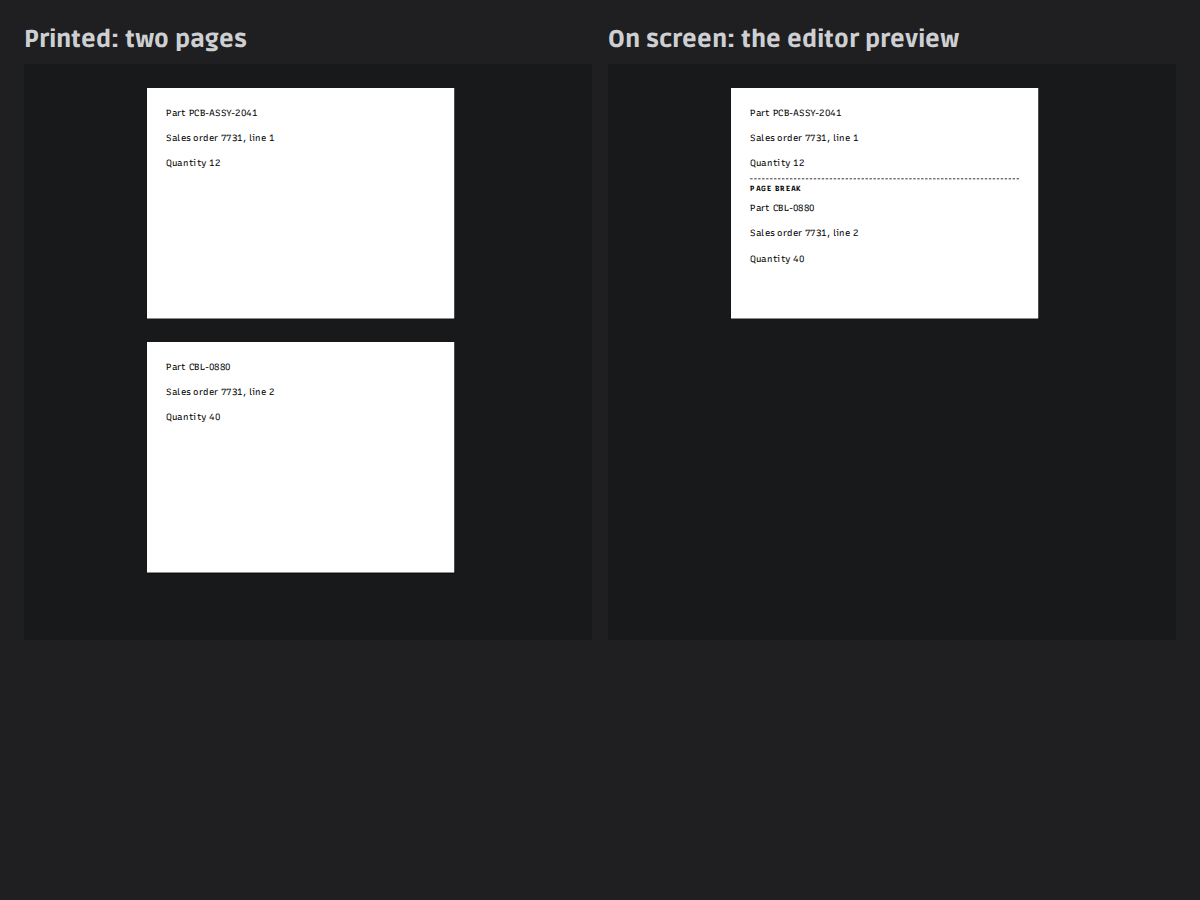 Printed: two pages
Part PCB-ASSY-2041
Sales order 7731, line 1
Quantity 12
Part CBL-0880
Sales order 7731, line 2
Quantity 40
On screen: the editor preview
Part PCB-ASSY-2041
Sales order 7731, line 1
Quantity 12
PAGE BREAK
Part CBL-0880
Sales order 7731, line 2
Quantity 40